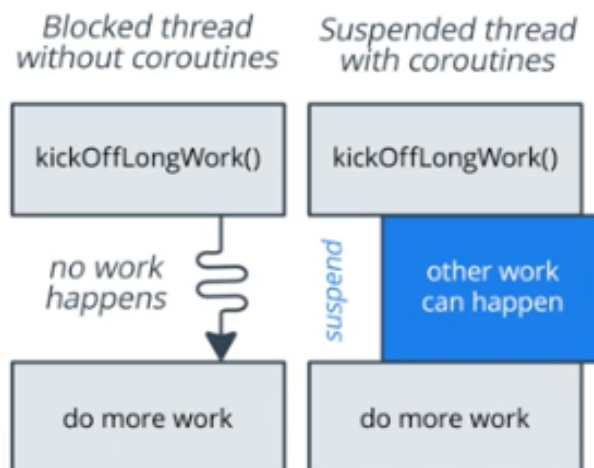 Blocked thread
without coroutines
kickOffLongWork()
no work
happens
do more work
Suspended thread
with coroutines
kickOffLongWork()
suspend
other work
can happen
do more work